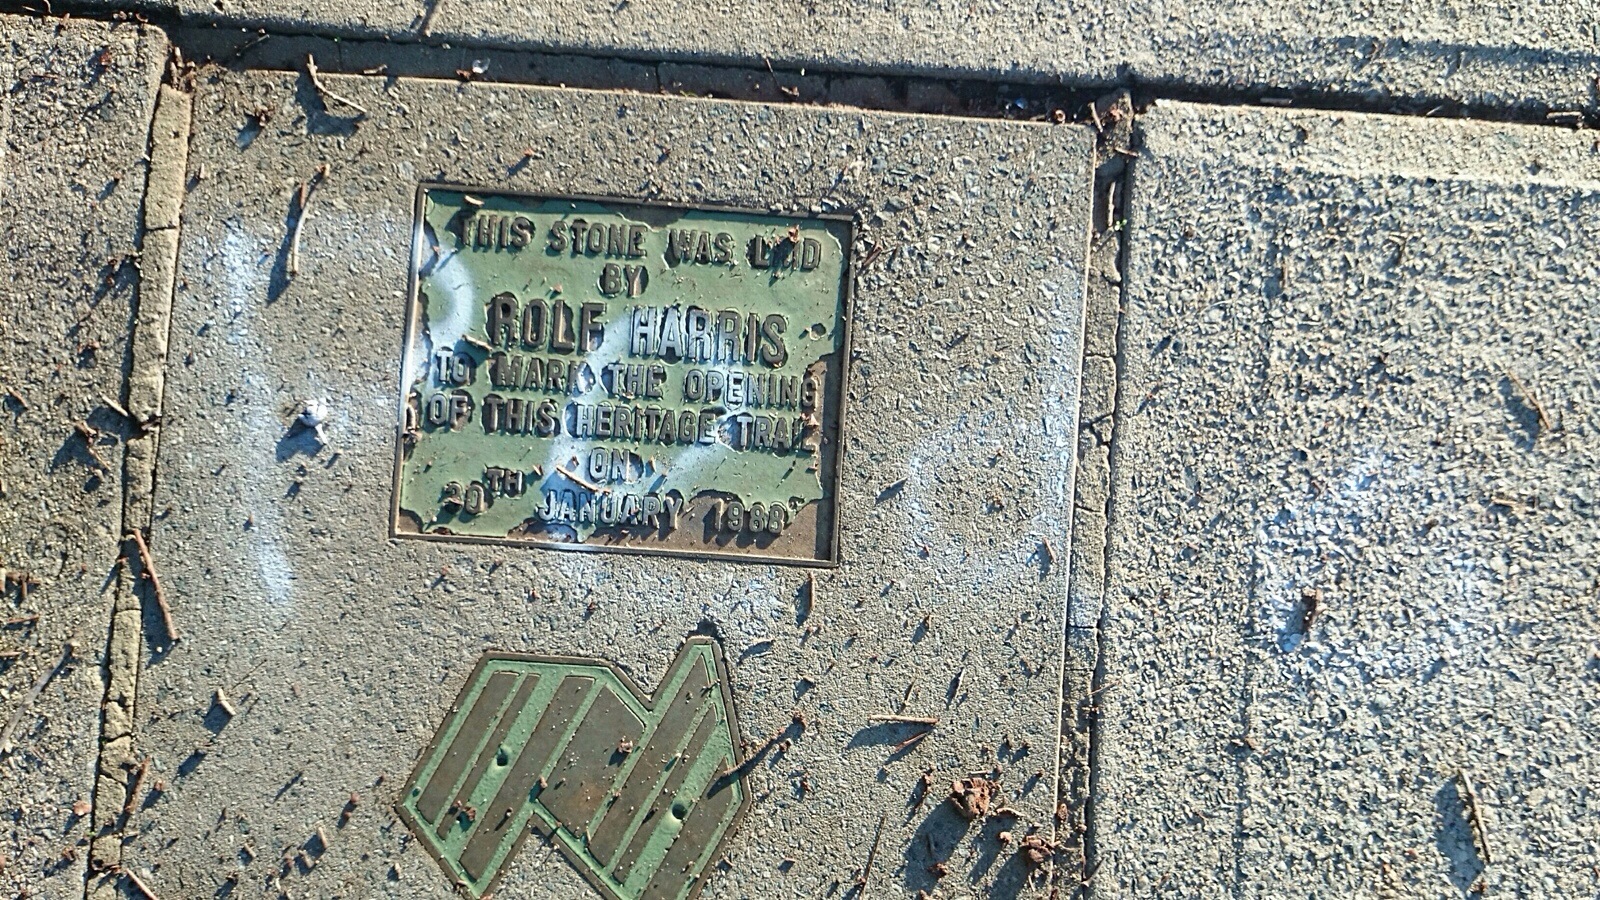 THIS STONE WAS LAID
BY
ROLF HARRIS
TO MARK THE OPENING
OF THIS HERITAGE TRAIL
ON
20TH JANUARY 1988